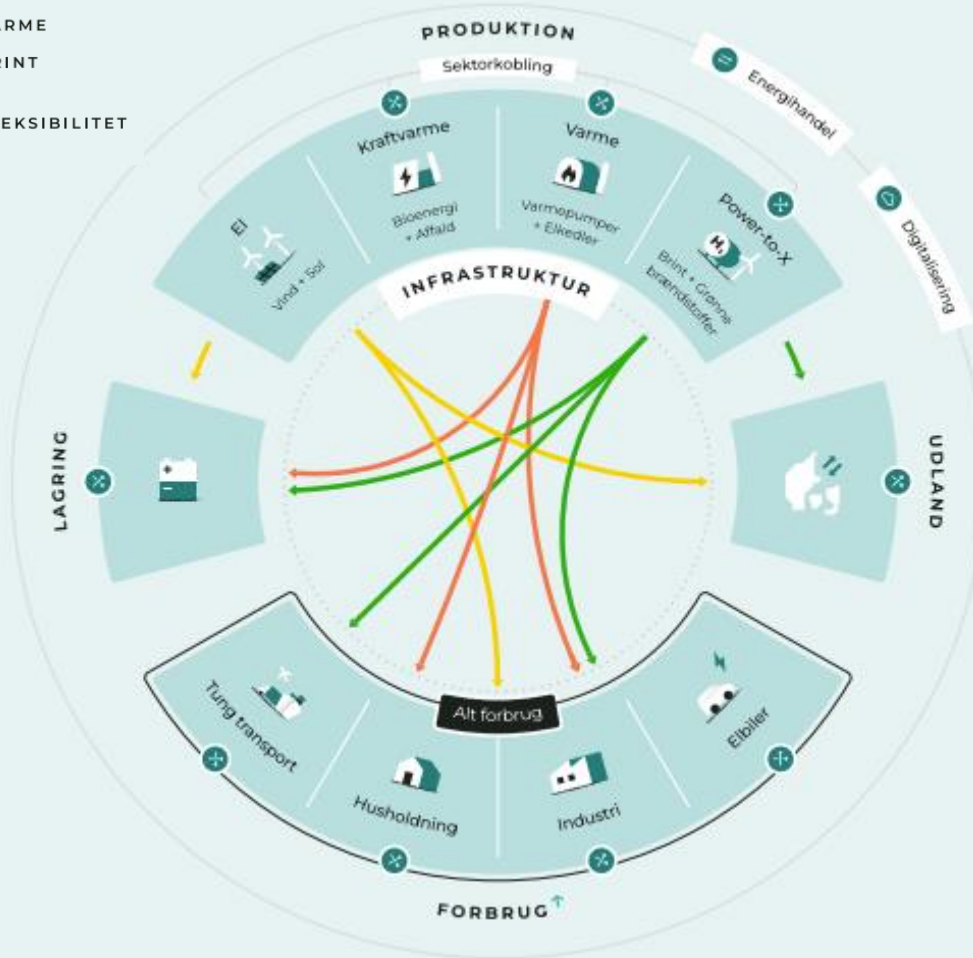 ARME
RINT
EKSIBILITET
PRODUKTION
Sektorkobling
Energihandel
Digitalisering
El
Vind + Sol
Kraftvarme
Bioenergi
+ Affald
Varme
Varmepumper
+ Elkedler
Power-to-X
H₂
Brint + Grønne
brændstoffer
INFRASTRUKTUR
LAGRING
UDLAND
Alt forbrug
Tung transport
Husholdning
Industri
Elbiler
FORBRUG